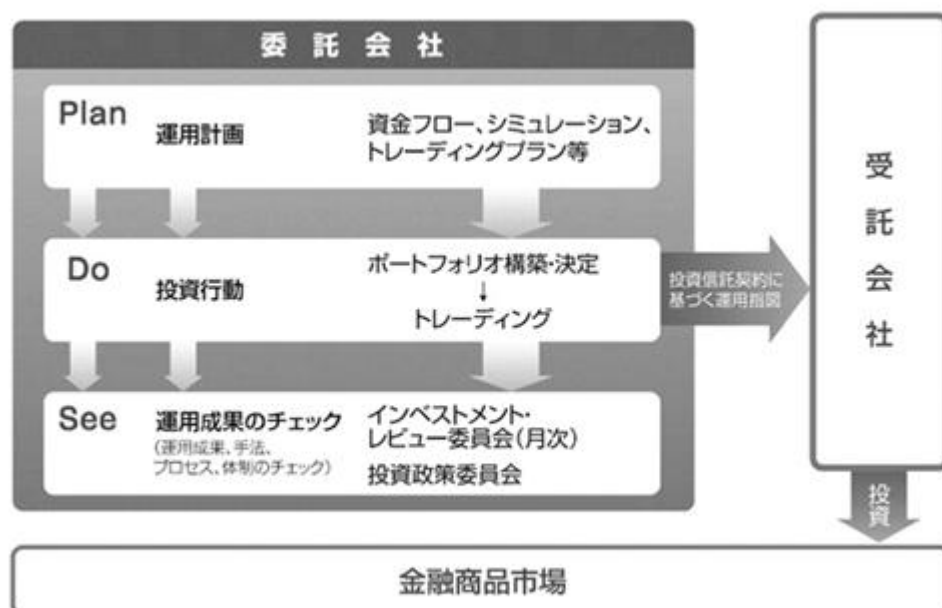 委託会社
Plan
運用計画
資金フロー、シミュレーション、
トレーディングプラン等
Do
投資行動
ポートフォリオ構築・決定
↓
トレーディング
投資信託契約に
基づく運用指図
See
運用成果のチェック
(運用成果、手法、
プロセス、体制のチェック)
インベストメント・
レビュー委員会(月次)
投資政策委員会
受託会社
投資
金融商品市場